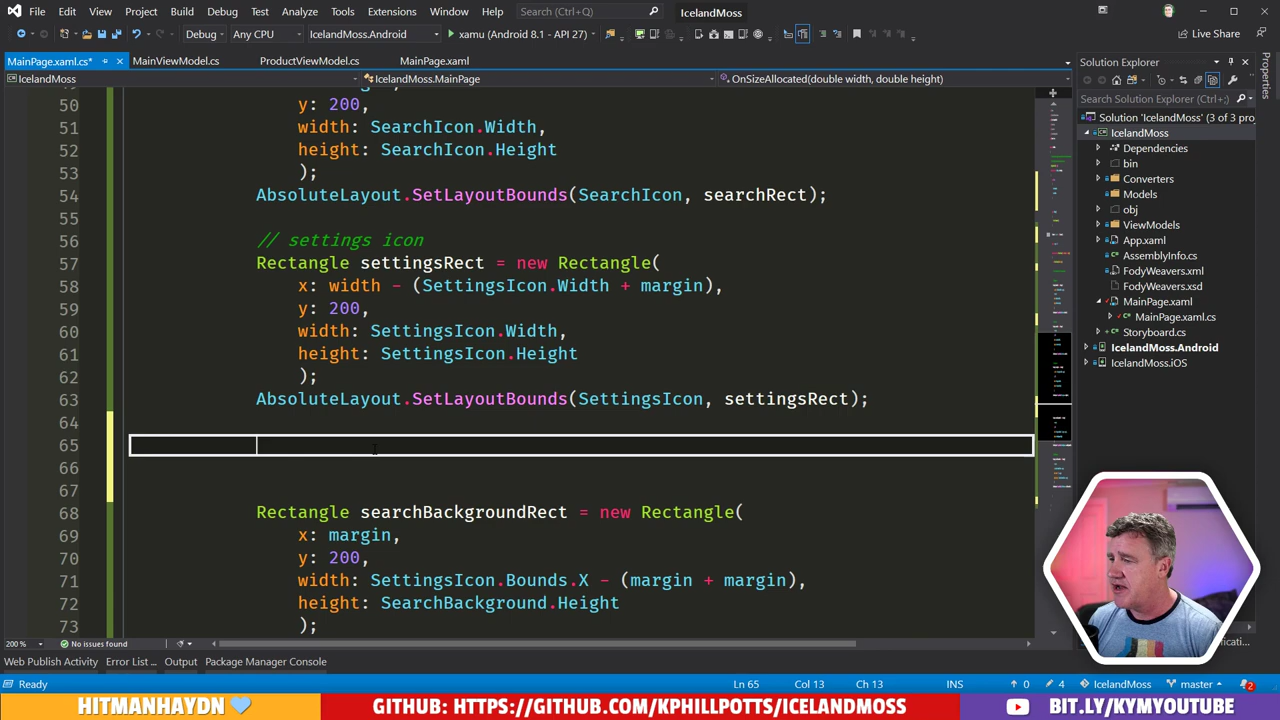 File Edit View Project Build Debug Test Analyze Tools Extensions Window Help Search (Ctrl+Q) IcelandMoss
Debug Any CPU IcelandMoss.Android xamu (Android 8.1 - API 27) Live Share
MainPage.xaml.cs* MainViewModel.cs ProductViewModel.cs MainPage.xaml
IcelandMoss IcelandMoss.MainPage OnSizeAllocated(double width, double height)
50 y: 200,
51 width: SearchIcon.Width,
52 height: SearchIcon.Height
53 );
54 AbsoluteLayout.SetLayoutBounds(SearchIcon, searchRect);
55
56 // settings icon
57 Rectangle settingsRect = new Rectangle(
58 x: width - (SettingsIcon.Width + margin),
59 y: 200,
60 width: SettingsIcon.Width,
61 height: SettingsIcon.Height
62 );
63 AbsoluteLayout.SetLayoutBounds(SettingsIcon, settingsRect);
64
65
66
67
68 Rectangle searchBackgroundRect = new Rectangle(
69 x: margin,
70 y: 200,
71 width: SettingsIcon.Bounds.X - (margin + margin),
72 height: SearchBackground.Height
73 );
Solution Explorer
Search Solution Explorer (Ctrl+;)
Solution 'IcelandMoss' (3 of 3 pro
IcelandMoss
Dependencies
bin
Converters
Models
obj
ViewModels
App.xaml
AssemblyInfo.cs
FodyWeavers.xml
FodyWeavers.xsd
MainPage.xaml
MainPage.xaml.cs
Storyboard.cs
IcelandMoss.Android
IcelandMoss.iOS
Properties
200 % No issues found
Web Publish Activity Error List ... Output Package Manager Console
Ready Ln 65 Col 13 Ch 13 INS 0 4 IcelandMoss master 2
HITMANHAYDN GITHUB: HTTPS://GITHUB.COM/KPHILLPOTTS/ICELANDMOSS BIT.LY/KYMYOUTUBE